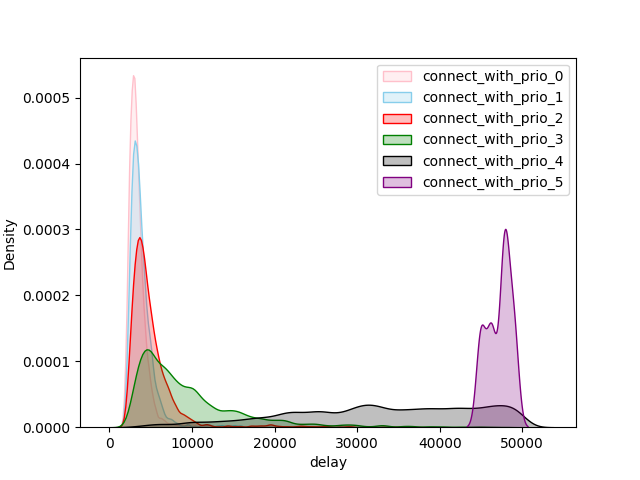 connect_with_prio_0
connect_with_prio_1
connect_with_prio_2
connect_with_prio_3
connect_with_prio_4
connect_with_prio_5
Density
0.0005
0.0004
0.0003
0.0002
0.0001
0.0000
0 10000 20000 30000 40000 50000
delay